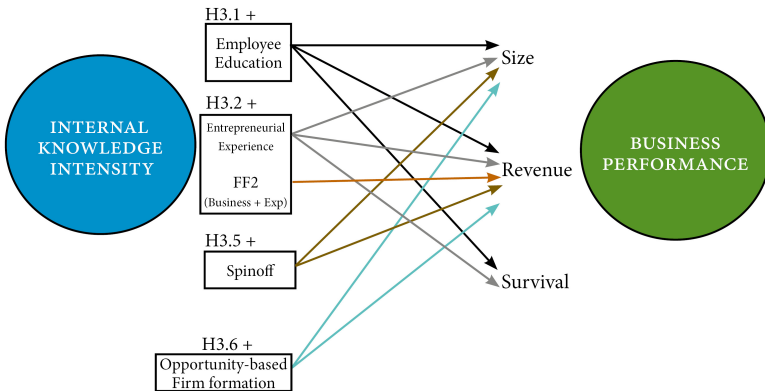 INTERNAL
KNOWLEDGE
INTENSITY
H3.1 +
Employee
Education
H3.2 +
Entrepreneurial
Experience
FF2
(Business + Exp)
H3.5 +
Spinoff
H3.6 +
Opportunity-based
Firm formation
Size
Revenue
Survival
BUSINESS
PERFORMANCE